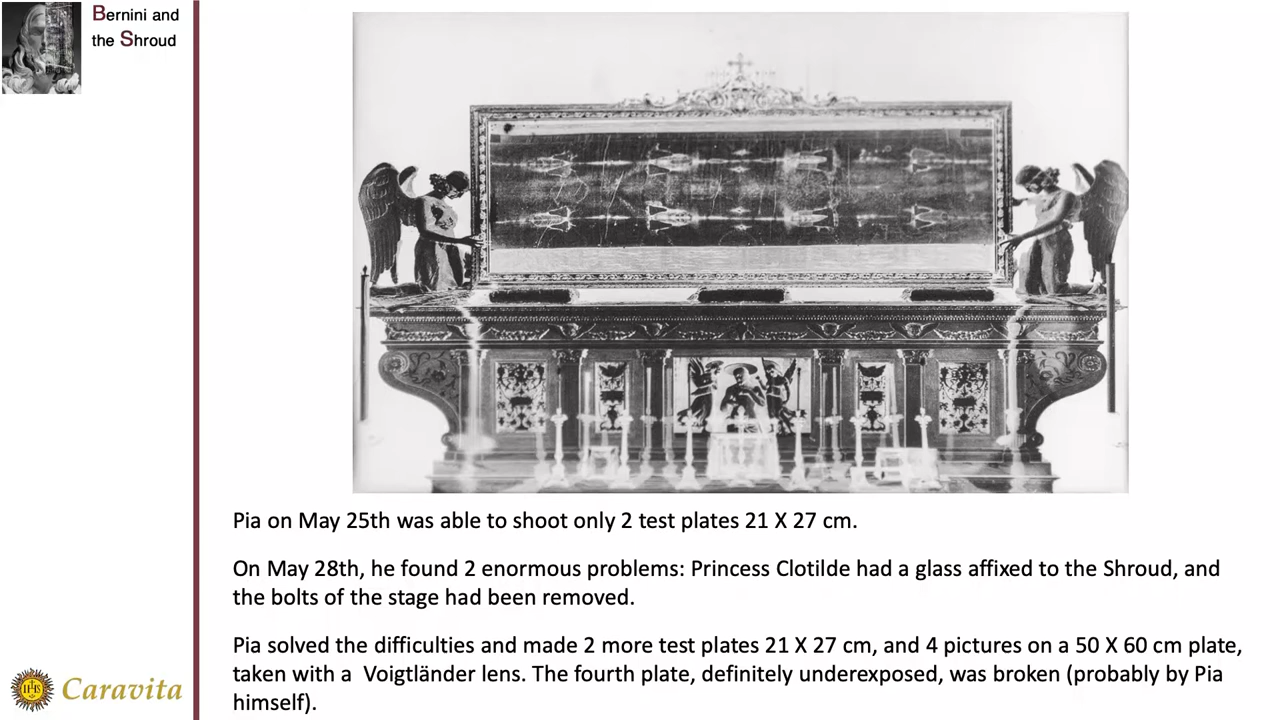 Bernini and
the Shroud
Pia on May 25th was able to shoot only 2 test plates 21 X 27 cm.
On May 28th, he found 2 enormous problems: Princess Clotilde had a glass affixed to the Shroud, and
the bolts of the stage had been removed.
Pia solved the difficulties and made 2 more test plates 21 X 27 cm, and 4 pictures on a 50 X 60 cm plate,
taken with a  Voigtländer lens. The fourth plate, definitely underexposed, was broken (probably by Pia
himself).
IHS
Caravita